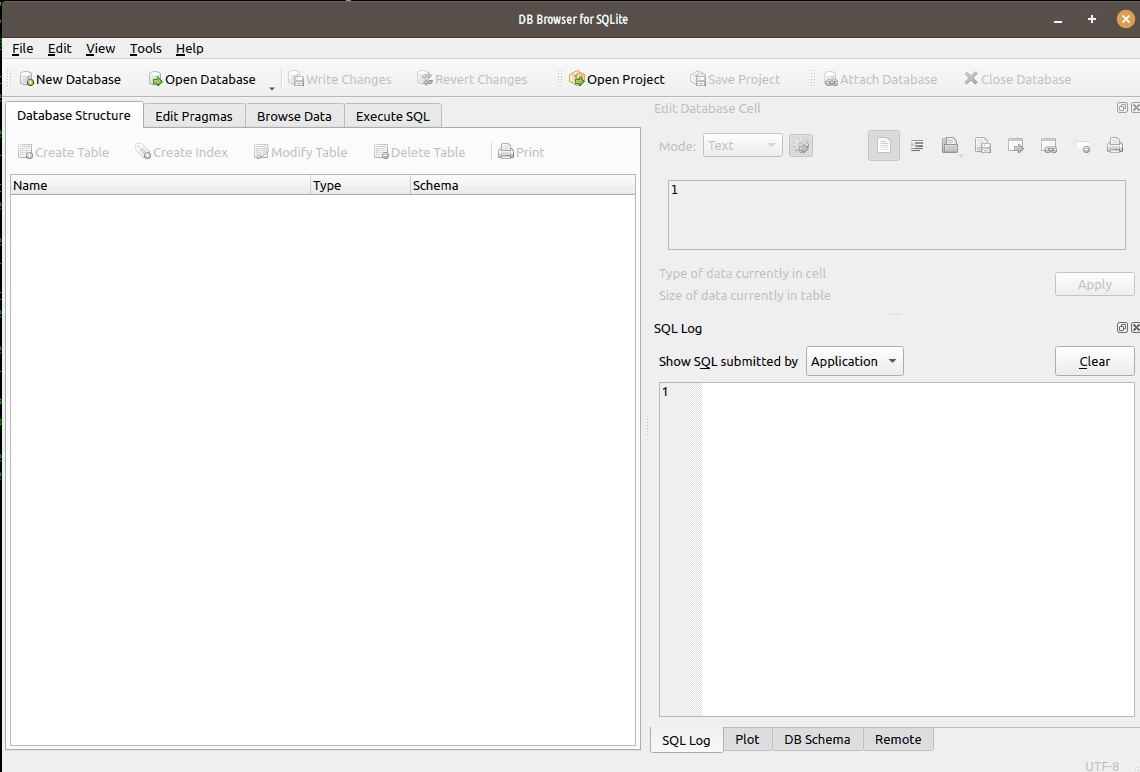 DB Browser for SQLite
File Edit View Tools Help
New Database Open Database Write Changes Revert Changes Open Project Save Project Attach Database Close Database
Database Structure Edit Pragmas Browse Data Execute SQL
Create Table Create Index Modify Table Delete Table Print
Name Type Schema
Edit Database Cell
Mode: Text
1
Type of data currently in cell
Size of data currently in table
Apply
SQL Log
Show SQL submitted by Application Clear
1
SQL Log Plot DB Schema Remote
UTF-8